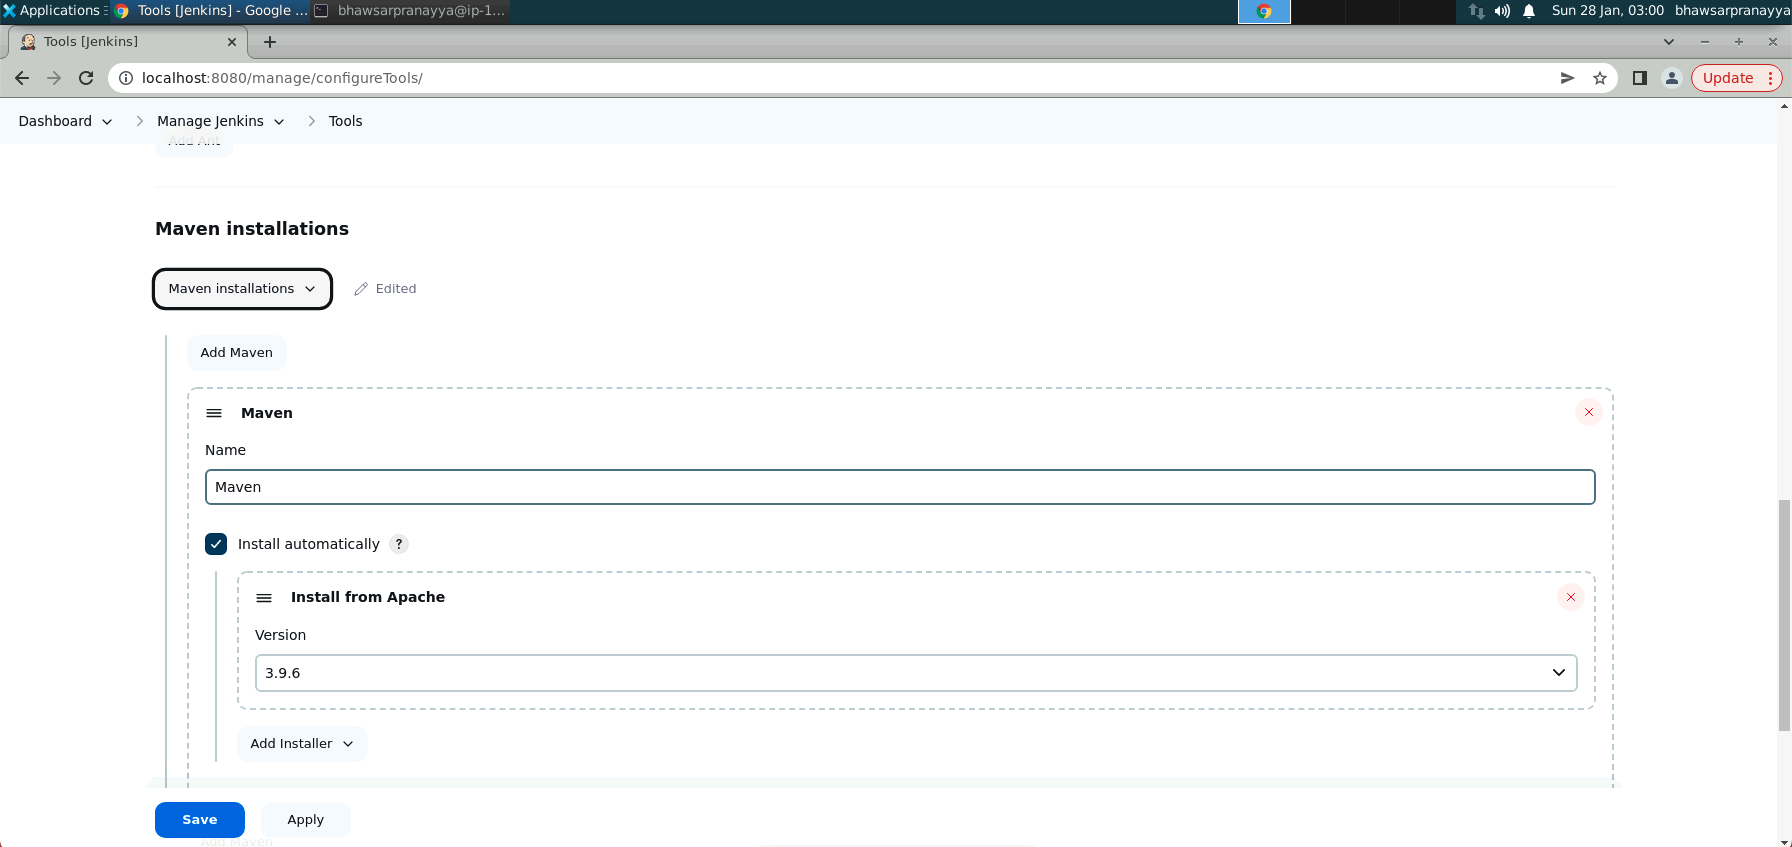 Applications
Tools [Jenkins] - Google ...
bhawsarpranayya@ip-1...
Sun 28 Jan, 03:00
bhawsarpranayya
Tools [Jenkins]
localhost:8080/manage/configureTools/
Update
Dashboard
Manage Jenkins
Tools
Add Ant
Maven installations
Maven installations
Edited
Add Maven
Maven
Name
Maven
Install automatically ?
Install from Apache
Version
3.9.6
Add Installer
Save
Apply
Add Maven